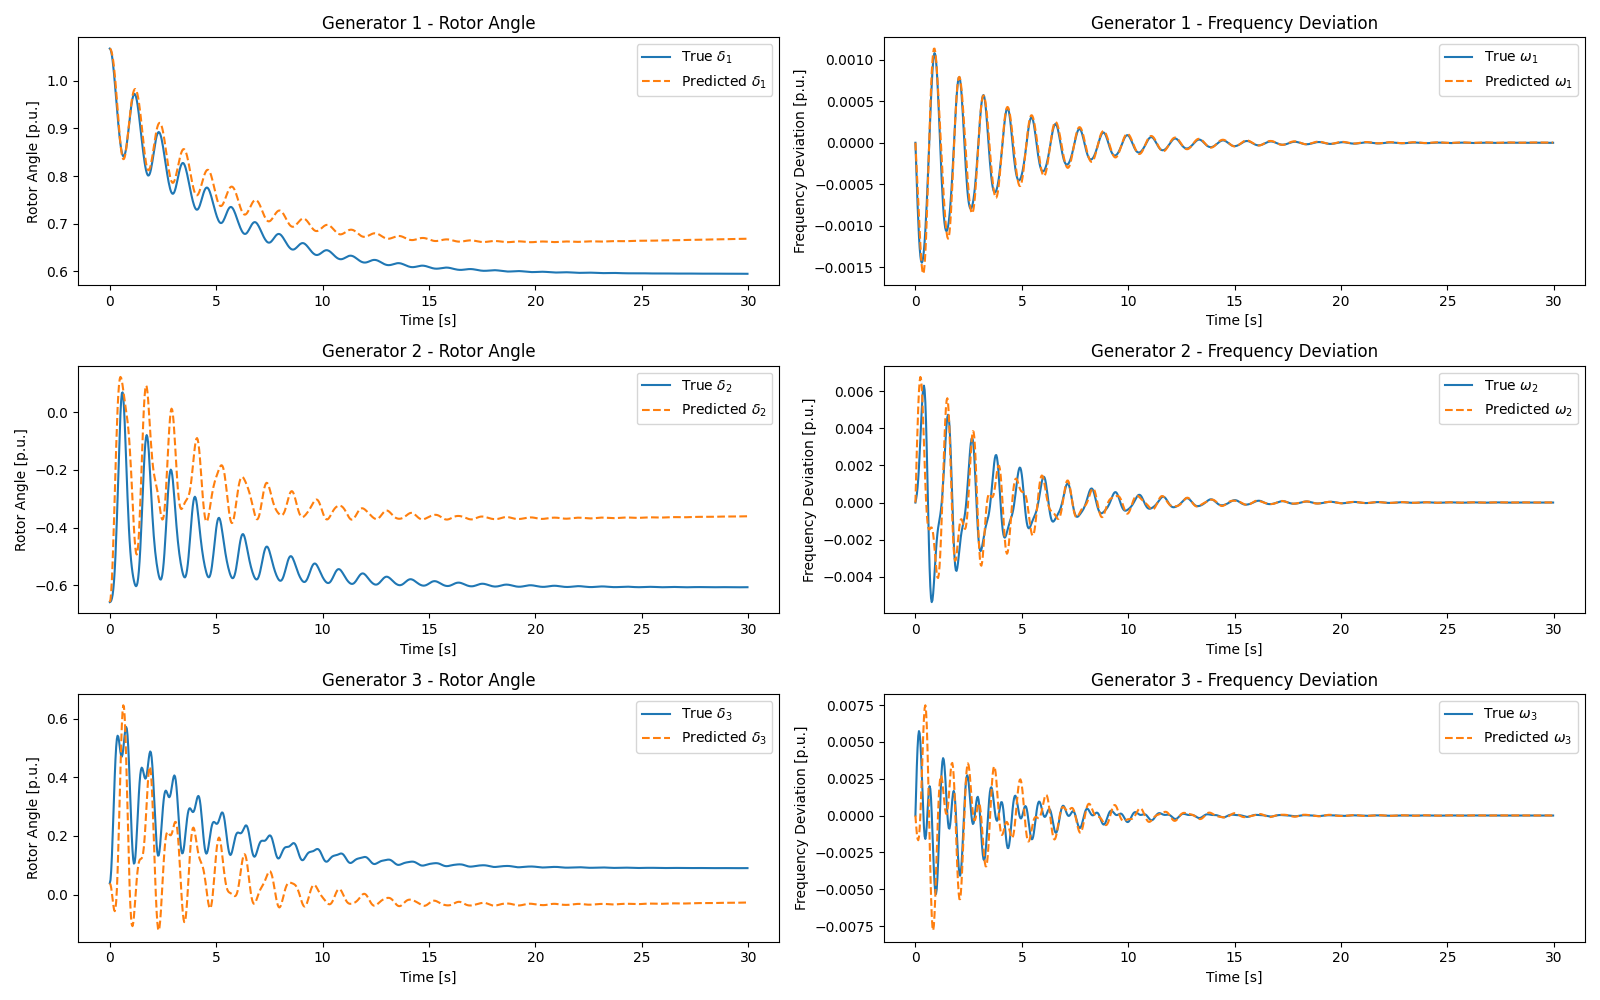 Generator 1 - Rotor Angle
Rotor Angle [p.u.]
1.0
0.9
0.8
0.7
0.6
True δ₁
Predicted δ₁
0 5 10 15 20 25 30
Time [s]
Generator 1 - Frequency Deviation
Frequency Deviation [p.u.]
0.0010
0.0005
0.0000
−0.0005
−0.0010
−0.0015
True ω₁
Predicted ω₁
0 5 10 15 20 25 30
Time [s]
Generator 2 - Rotor Angle
Rotor Angle [p.u.]
0.0
−0.2
−0.4
−0.6
True δ₂
Predicted δ₂
0 5 10 15 20 25 30
Time [s]
Generator 2 - Frequency Deviation
Frequency Deviation [p.u.]
0.006
0.004
0.002
0.000
−0.002
−0.004
True ω₂
Predicted ω₂
0 5 10 15 20 25 30
Time [s]
Generator 3 - Rotor Angle
Rotor Angle [p.u.]
0.6
0.4
0.2
0.0
True δ₃
Predicted δ₃
0 5 10 15 20 25 30
Time [s]
Generator 3 - Frequency Deviation
Frequency Deviation [p.u.]
0.0075
0.0050
0.0025
0.0000
−0.0025
−0.0050
−0.0075
True ω₃
Predicted ω₃
0 5 10 15 20 25 30
Time [s]